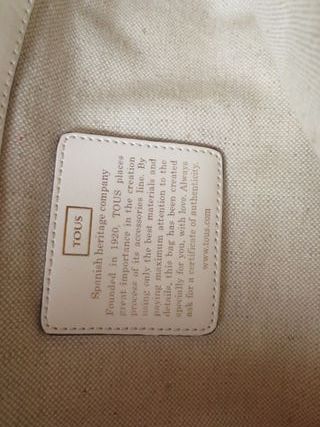 TOUS
Spanish heritage company
Founded in 1920, TOUS places
great importance in the creation
process of its accessories line. By
using only the best materials and
paying maximum attention to the
details, this bag has been created
specially for you, with love. Always
ask for a certificate of authenticity.
www.tous.com